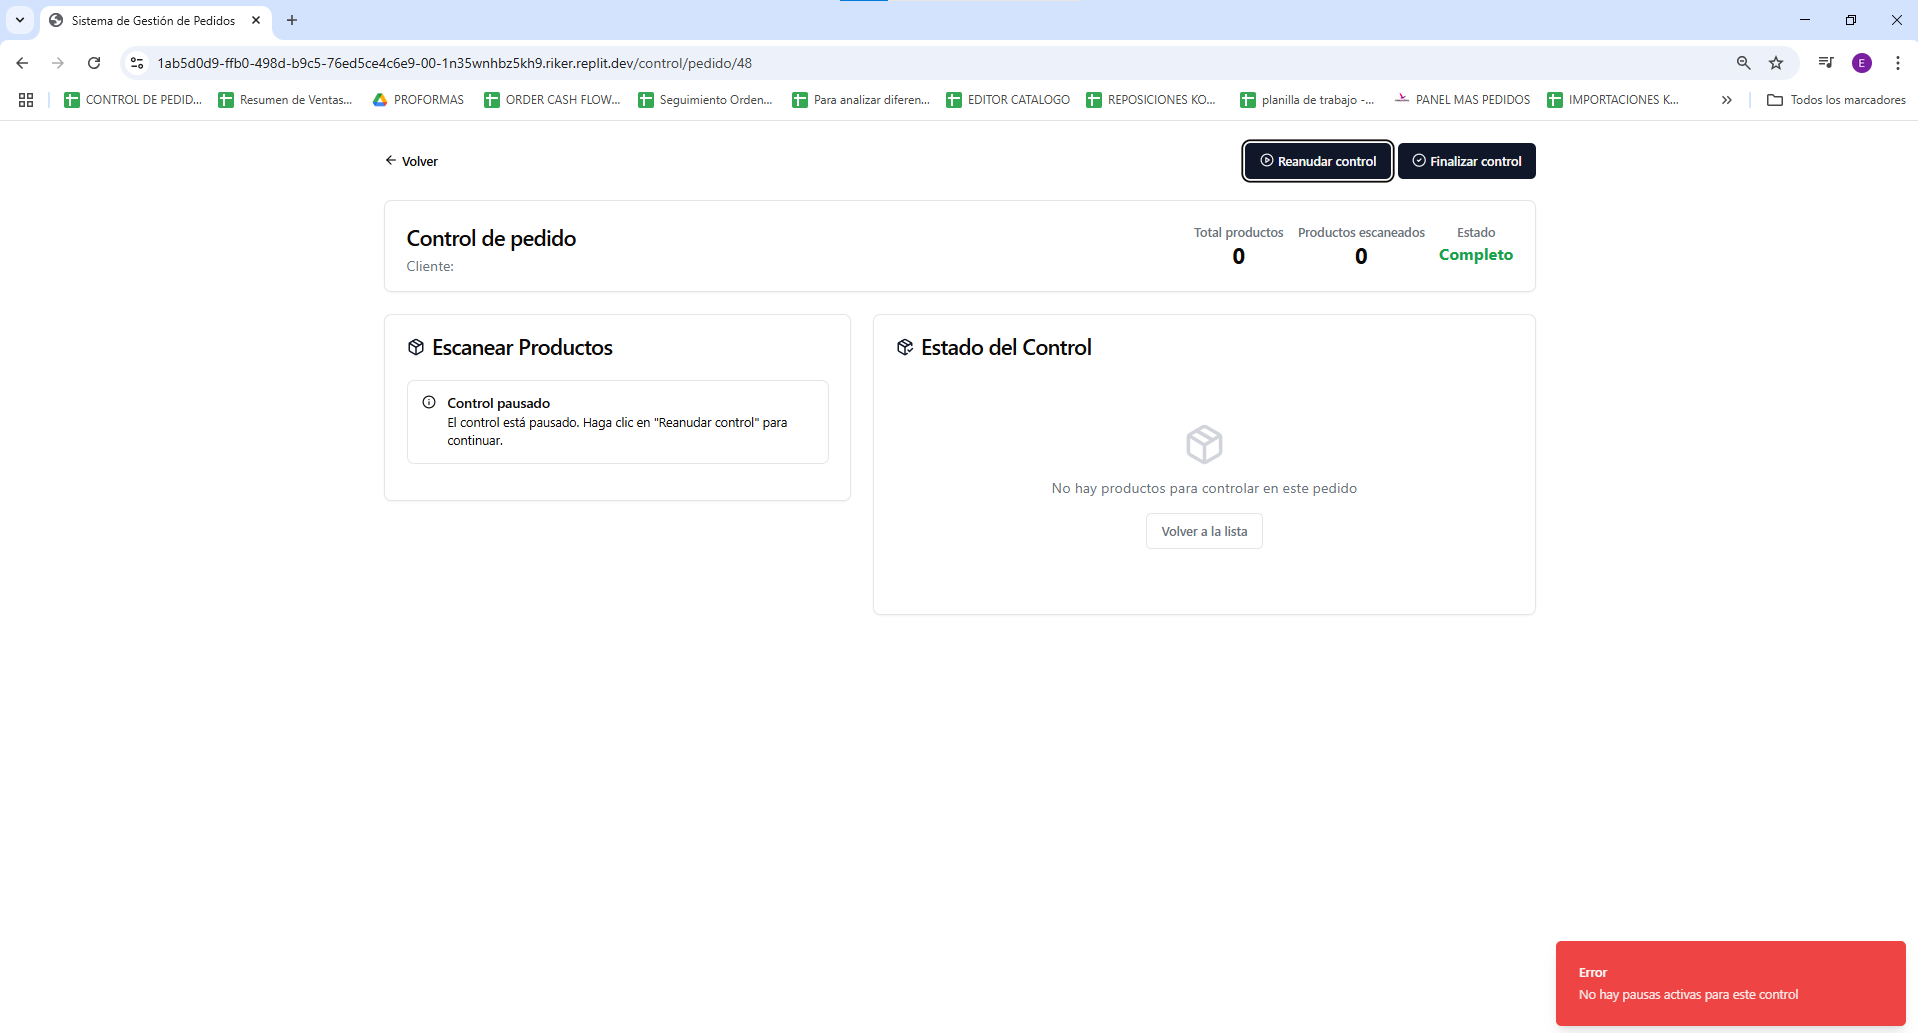 Sistema de Gestión de Pedidos
1ab5d0d9-ffb0-498d-b9c5-76ed5ce4c6e9-00-1n35wnhbz5kh9.riker.replit.dev/control/pedido/48
E
CONTROL DE PEDID...
Resumen de Ventas...
PROFORMAS
ORDER CASH FLOW...
Seguimiento Orden...
Para analizar diferen...
EDITOR CATALOGO
REPOSICIONES KO...
planilla de trabajo -...
PANEL MAS PEDIDOS
IMPORTACIONES K...
Todos los marcadores
Volver
Reanudar control
Finalizar control
Control de pedido
Cliente:
Total productos
0
Productos escaneados
0
Estado
Completo
Escanear Productos
Control pausado
El control está pausado. Haga clic en "Reanudar control" para
continuar.
Estado del Control
No hay productos para controlar en este pedido
Volver a la lista
Error
No hay pausas activas para este control